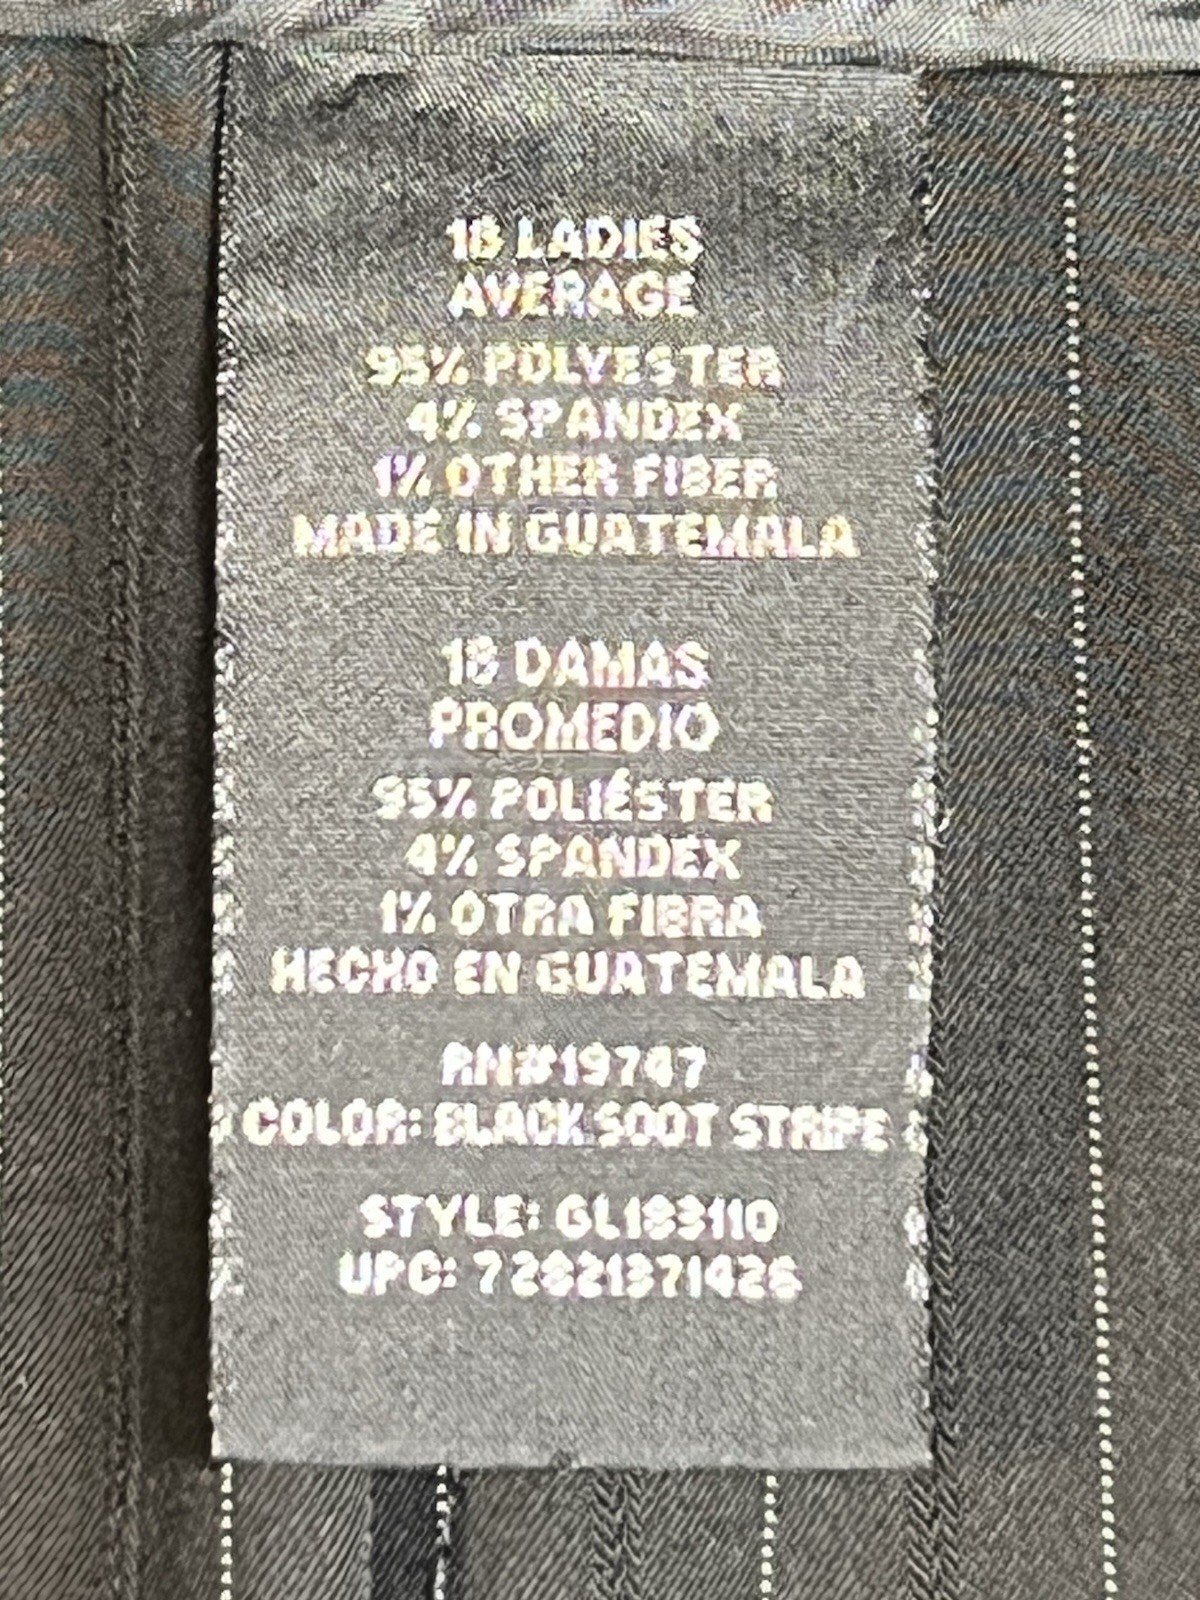 18 LADIES
AVERAGE
95% POLYESTER
4% SPANDEX
1% OTHER FIBER
MADE IN GUATEMALA
18 DAMAS
PROMEDIO
95% POLIÉSTER
4% SPANDEX
1% OTRA FIBRA
HECHO EN GUATEMALA
RN#19747
COLOR: BLACK SOOT STRIPE
STYLE: GL183110
UPC: